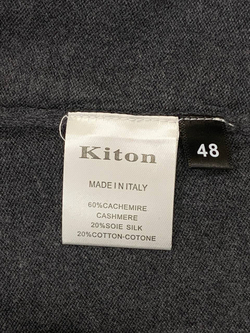 Kiton
48
MADE IN ITALY
60%CACHEMIRE
CASHMERE
20%SOIE SILK
20%COTTON-COTONE